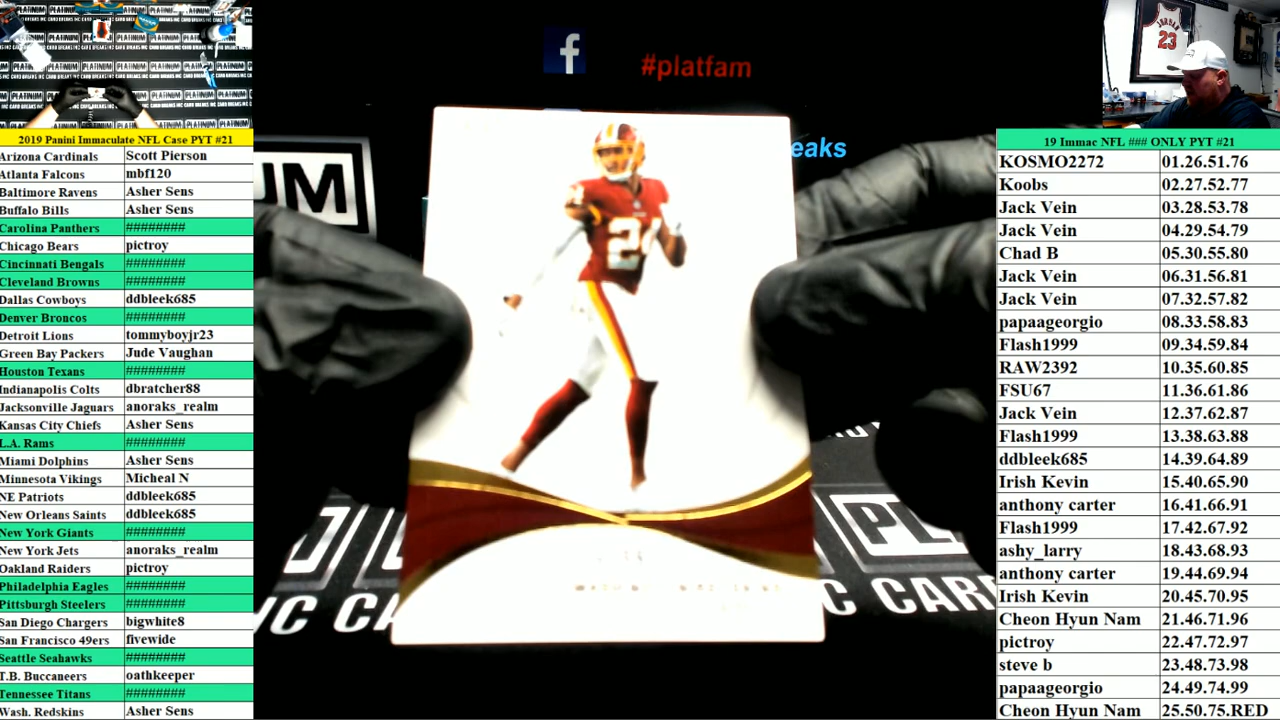 #platfam
eaks
2019 Panini Immaculate NFL Case PYT #21
Arizona Cardinals Scott Pierson
Atlanta Falcons mbf120
Baltimore Ravens Asher Sens
Buffalo Bills Asher Sens
Carolina Panthers ########
Chicago Bears pictroy
Cincinnati Bengals ########
Cleveland Browns ########
Dallas Cowboys ddbleek685
Denver Broncos ########
Detroit Lions tommyboyjr23
Green Bay Packers Jude Vaughan
Houston Texans ########
Indianapolis Colts dbratcher88
Jacksonville Jaguars anoraks_realm
Kansas City Chiefs Asher Sens
L.A. Rams ########
Miami Dolphins Asher Sens
Minnesota Vikings Micheal N
NE Patriots ddbleek685
New Orleans Saints ddbleek685
New York Giants ########
New York Jets anoraks_realm
Oakland Raiders pictroy
Philadelphia Eagles ########
Pittsburgh Steelers ########
San Diego Chargers bigwhite8
San Francisco 49ers fivewide
Seattle Seahawks ########
T.B. Buccaneers oathkeeper
Tennessee Titans ########
Wash. Redskins Asher Sens
19 Immac NFL ### ONLY PYT #21
KOSMO2272 01.26.51.76
Koobs 02.27.52.77
Jack Vein 03.28.53.78
Jack Vein 04.29.54.79
Chad B 05.30.55.80
Jack Vein 06.31.56.81
Jack Vein 07.32.57.82
papaageorgio 08.33.58.83
Flash1999 09.34.59.84
RAW2392 10.35.60.85
FSU67 11.36.61.86
Jack Vein 12.37.62.87
Flash1999 13.38.63.88
ddbleek685 14.39.64.89
Irish Kevin 15.40.65.90
anthony carter 16.41.66.91
Flash1999 17.42.67.92
ashy_larry 18.43.68.93
anthony carter 19.44.69.94
Irish Kevin 20.45.70.95
Cheon Hyun Nam 21.46.71.96
pictroy 22.47.72.97
steve b 23.48.73.98
papaageorgio 24.49.74.99
Cheon Hyun Nam 25.50.75.RED
JORDAN
23
UM
24
PL
IC CA
C CARD